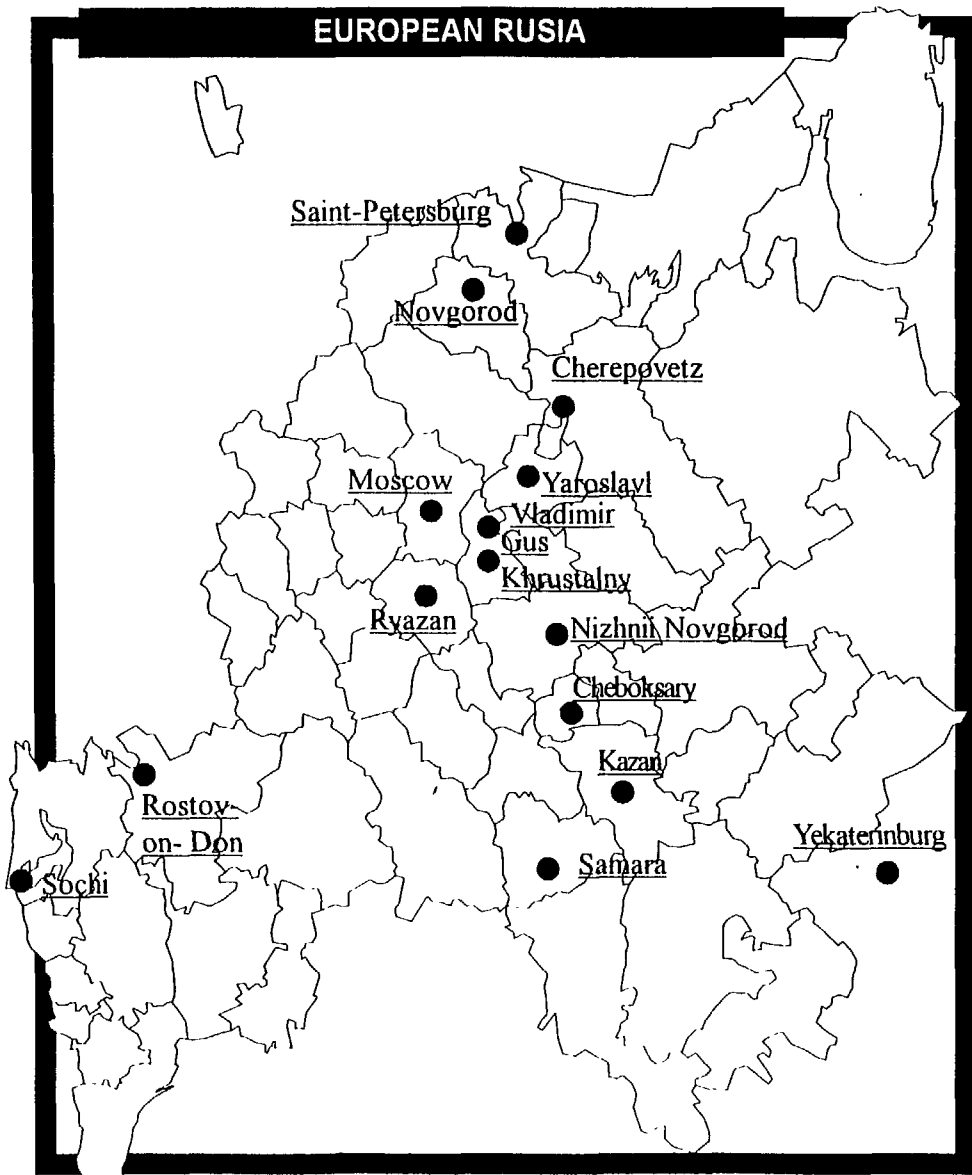 EUROPEAN RUSIA
Saint-Petersburg
Novgorod
Cherepovetz
Moscow
Yaroslavl
Vladimir
Gus
Khrustalny
Ryazan
Nizhnii Novgorod
Cheboksary
Kazan
Rostov-
on- Don
Yekaterinburg
Samara
Sochi